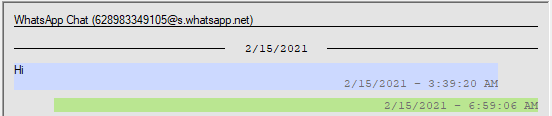 WhatsApp Chat (628983349105@s.whatsapp.net)
2/15/2021
Hi
2/15/2021 - 3:39:20 AM
2/15/2021 - 6:59:06 AM